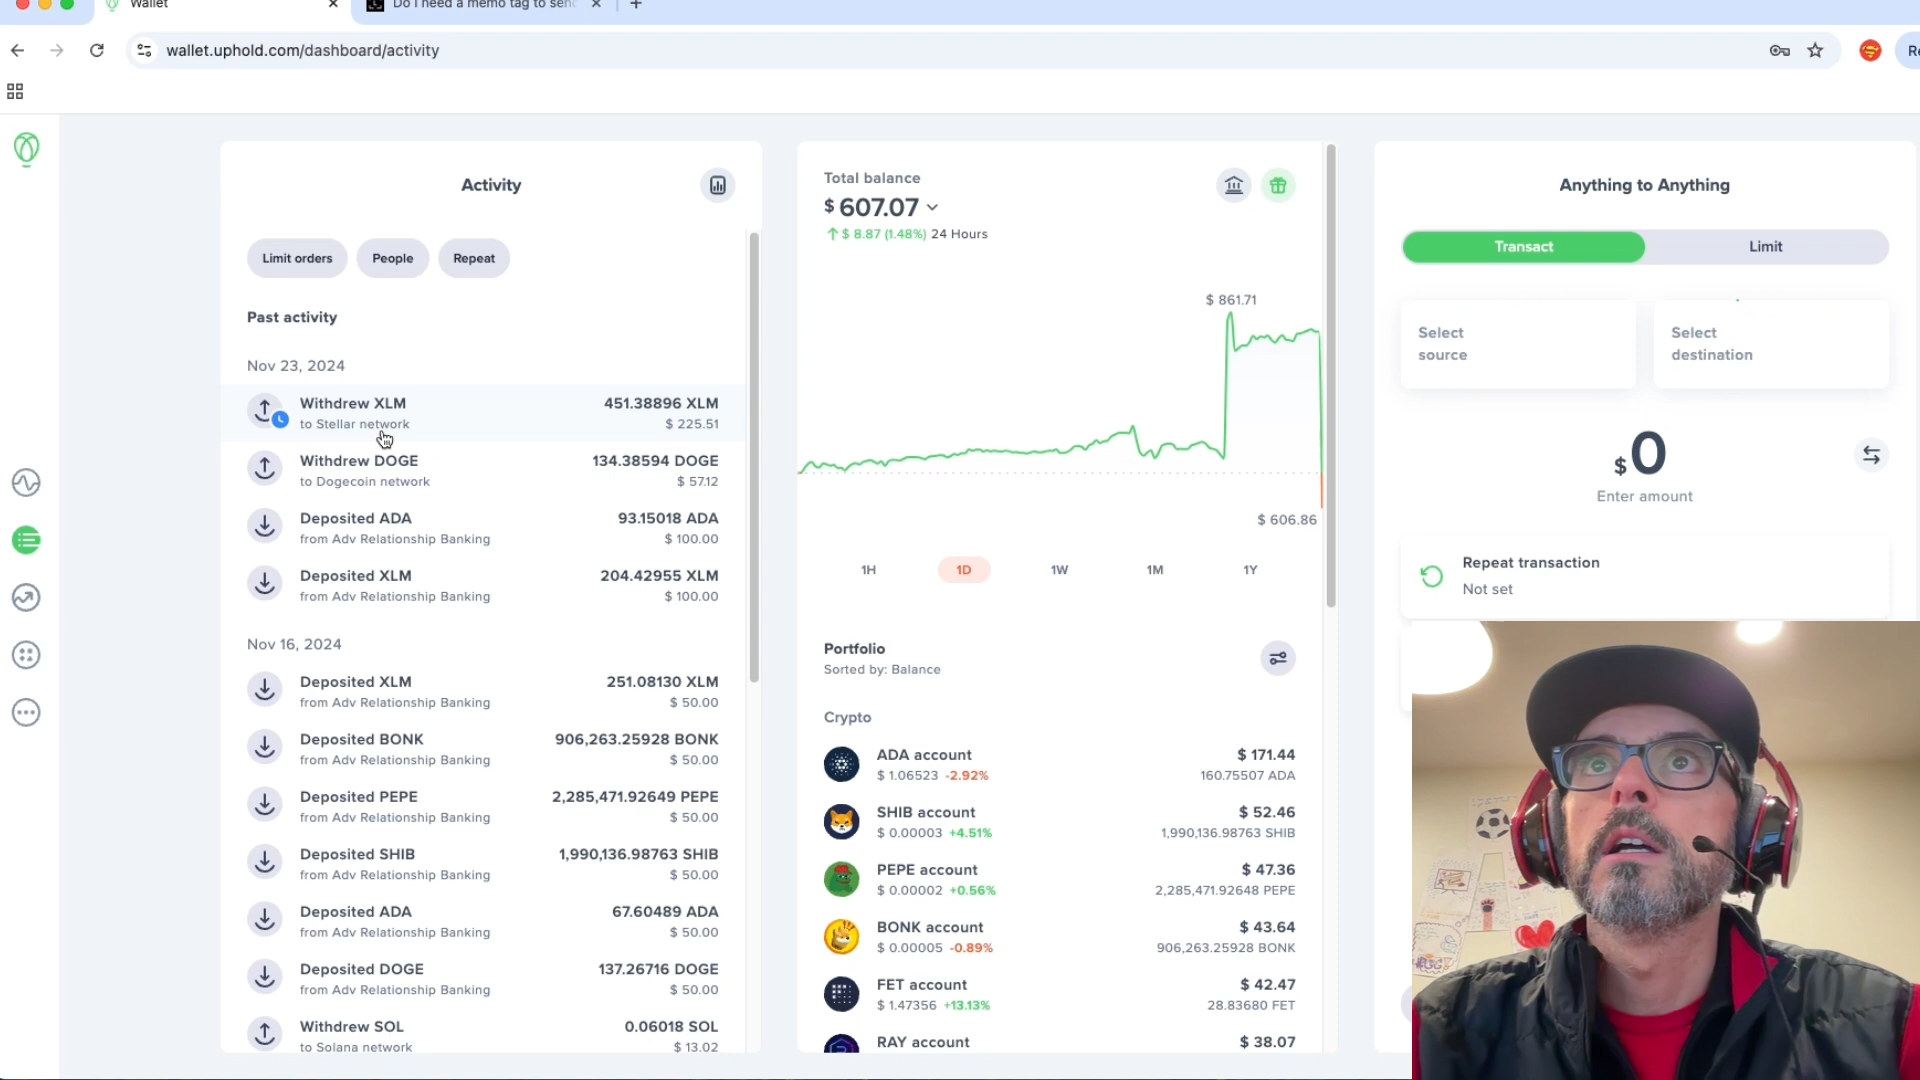 Wallet
Do I need a memo tag to send
wallet.uphold.com/dashboard/activity
Re
Activity
Limit orders
People
Repeat
Past activity
Nov 23, 2024
Withdrew XLM
451.38896 XLM
to Stellar network
$ 225.51
Withdrew DOGE
134.38594 DOGE
to Dogecoin network
$ 57.12
Deposited ADA
93.15018 ADA
from Adv Relationship Banking
$ 100.00
Deposited XLM
204.42955 XLM
from Adv Relationship Banking
$ 100.00
Nov 16, 2024
Deposited XLM
251.08130 XLM
from Adv Relationship Banking
$ 50.00
Deposited BONK
906,263.25928 BONK
from Adv Relationship Banking
$ 50.00
Deposited PEPE
2,285,471.92649 PEPE
from Adv Relationship Banking
$ 50.00
Deposited SHIB
1,990,136.98763 SHIB
from Adv Relationship Banking
$ 50.00
Deposited ADA
67.60489 ADA
from Adv Relationship Banking
$ 50.00
Deposited DOGE
137.26716 DOGE
from Adv Relationship Banking
$ 50.00
Withdrew SOL
0.06018 SOL
to Solana network
$ 13.02
Total balance
$ 607.07
$ 8.87 (1.48%) 24 Hours
$ 861.71
$ 606.86
1H
1D
1W
1M
1Y
Portfolio
Sorted by: Balance
Crypto
ADA account
$ 171.44
$ 1.06523 -2.92%
160.75507 ADA
SHIB account
$ 52.46
$ 0.00003 +4.51%
1,990,136.98763 SHIB
PEPE account
$ 47.36
$ 0.00002 +0.56%
2,285,471.92648 PEPE
BONK account
$ 43.64
$ 0.00005 -0.89%
906,263.25928 BONK
FET account
$ 42.47
$ 1.47356 +13.13%
28.83680 FET
RAY account
$ 38.07
Anything to Anything
Transact
Limit
Select
source
Select
destination
$0
Enter amount
Repeat transaction
Not set